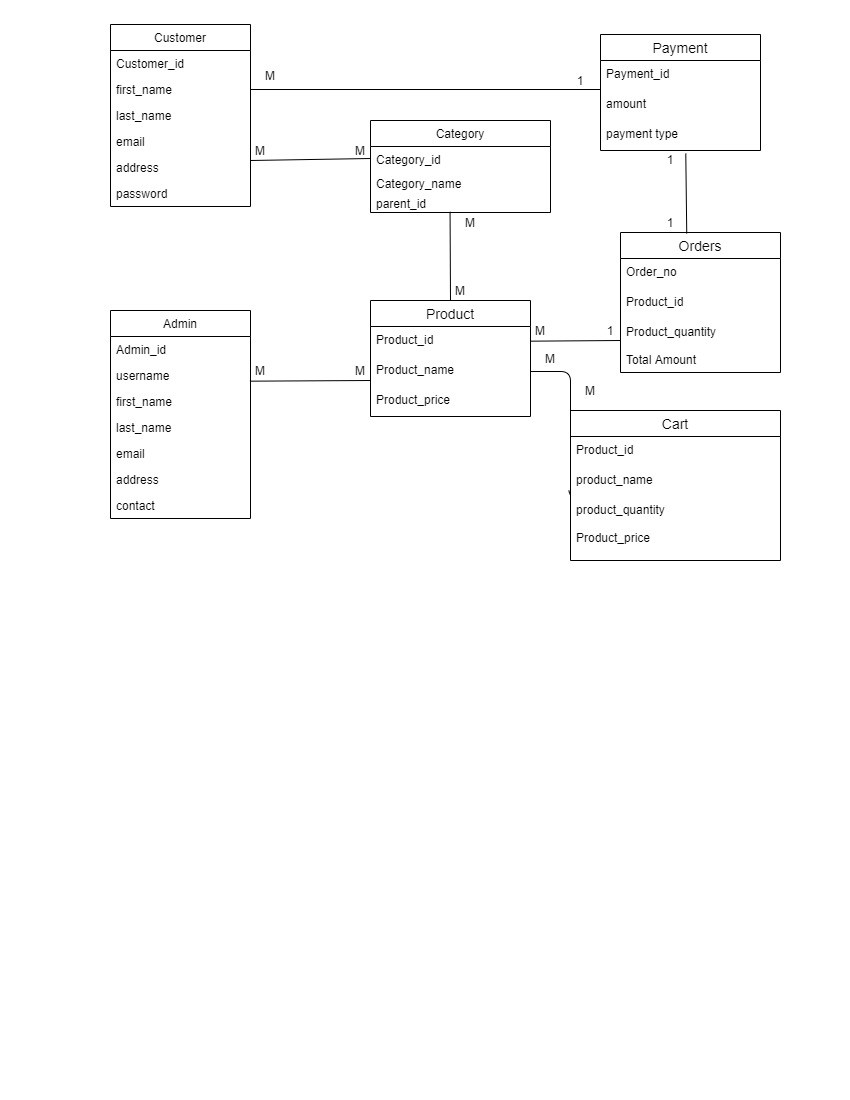 Customer
Customer_id
first_name
last_name
email
address
password
M
1
Payment
Payment_id
amount
payment type
M
M
Category
Category_id
Category_name
parent_id
1
1
M
M
Orders
Order_no
Product_id
Product_quantity
Total Amount
Admin
Admin_id
username
first_name
last_name
email
address
contact
M
M
Product
Product_id
Product_name
Product_price
M
1
M
M
Cart
Product_id
product_name
product_quantity
Product_price